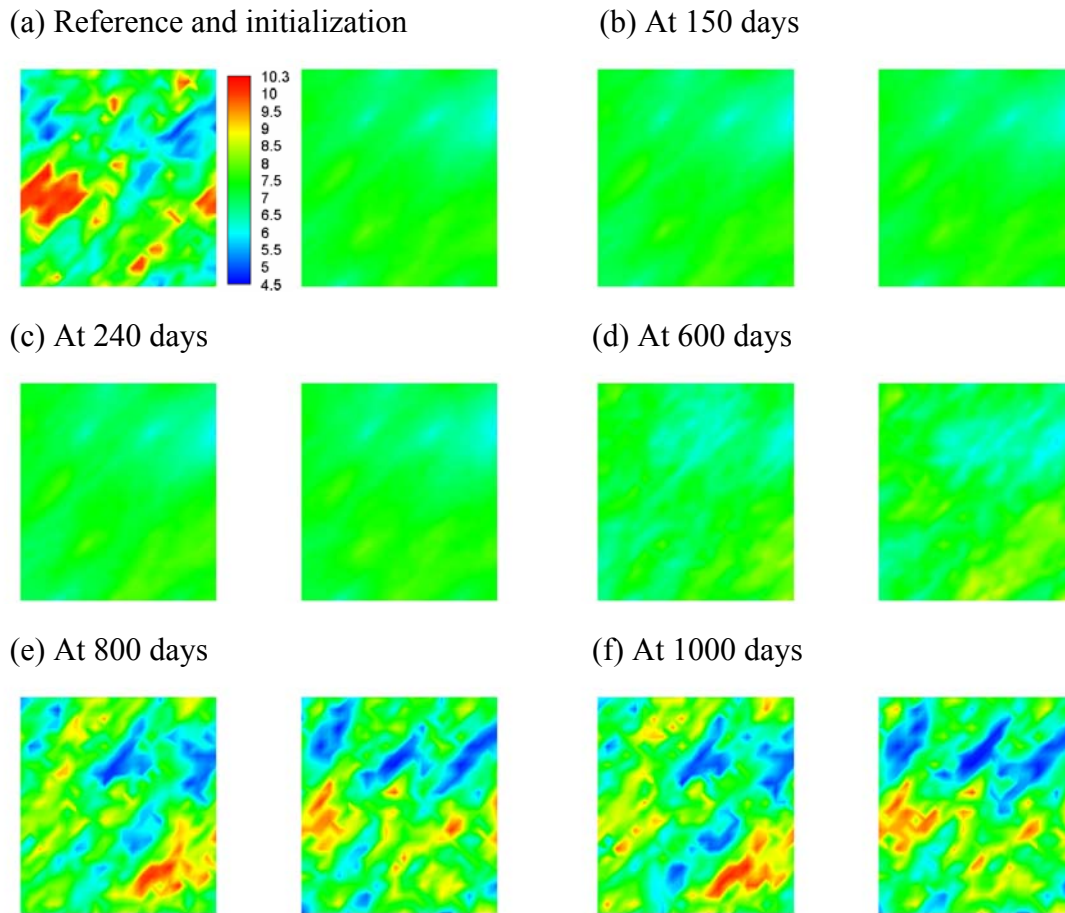 (a) Reference and initialization
(b) At 150 days
10.3
10
9.5
9
8.5
8
7.5
7
6.5
6
5.5
5
4.5
(c) At 240 days
(d) At 600 days
(e) At 800 days
(f) At 1000 days